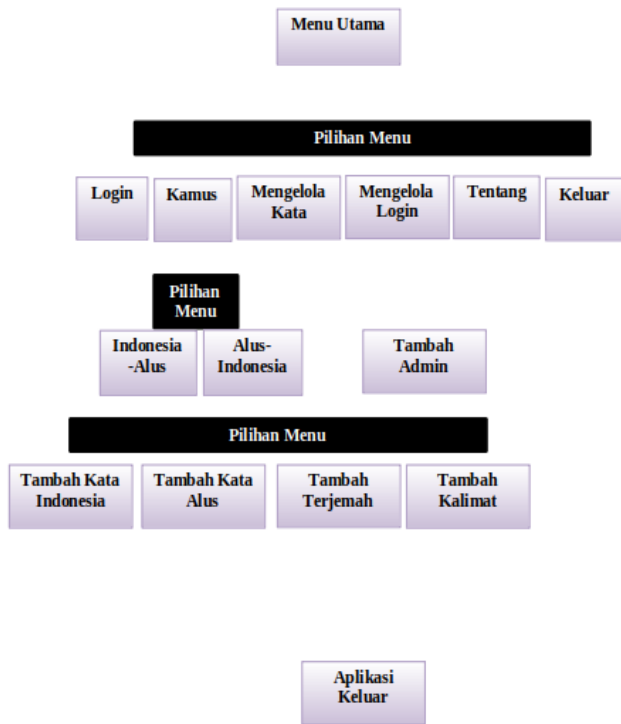 Menu Utama
Pilihan Menu
Login
Kamus
Mengelola
Kata
Mengelola
Login
Tentang
Keluar
Pilihan
Menu
Indonesia
-Alus
Alus-
Indonesia
Tambah
Admin
Pilihan Menu
Tambah Kata
Indonesia
Tambah Kata
Alus
Tambah
Terjemah
Tambah
Kalimat
Aplikasi
Keluar